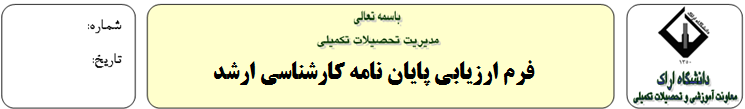 باسمه تعالی
مدیریت تحصیلات تکمیلی
فرم ارزیابی پایان نامه کارشناسی ارشد
شماره:
تاریخ:
۱۳۵۰
دانشگاه اراک
معاونت آموزشی و تحصیلات تکمیلی